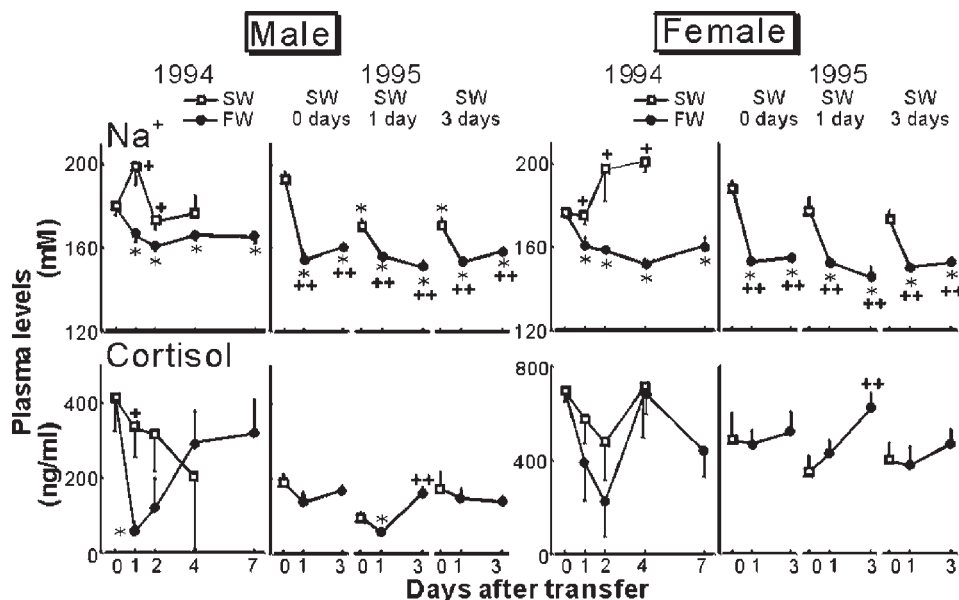 Male Female
1994 1995 1994 1995
SW SW SW SW SW SW SW SW
FW 0 days 1 day 3 days FW 0 days 1 day 3 days
Na+
200 200
+ + + + + +
* * * * * * * * * * * * * * * * * * * * * *
160 160
++ ++ ++ ++ ++ ++ ++ ++ ++ ++ ++ ++
120 120
Plasma levels
(mM)
(ng/ml)
Cortisol
800
400 400
200
+ ++ ++
* *
0 0
0 1 2 4 7 0 1 3 0 1 3 0 1 3 0 1 2 4 7 0 1 3 0 1 3 0 1 3
Days after transfer